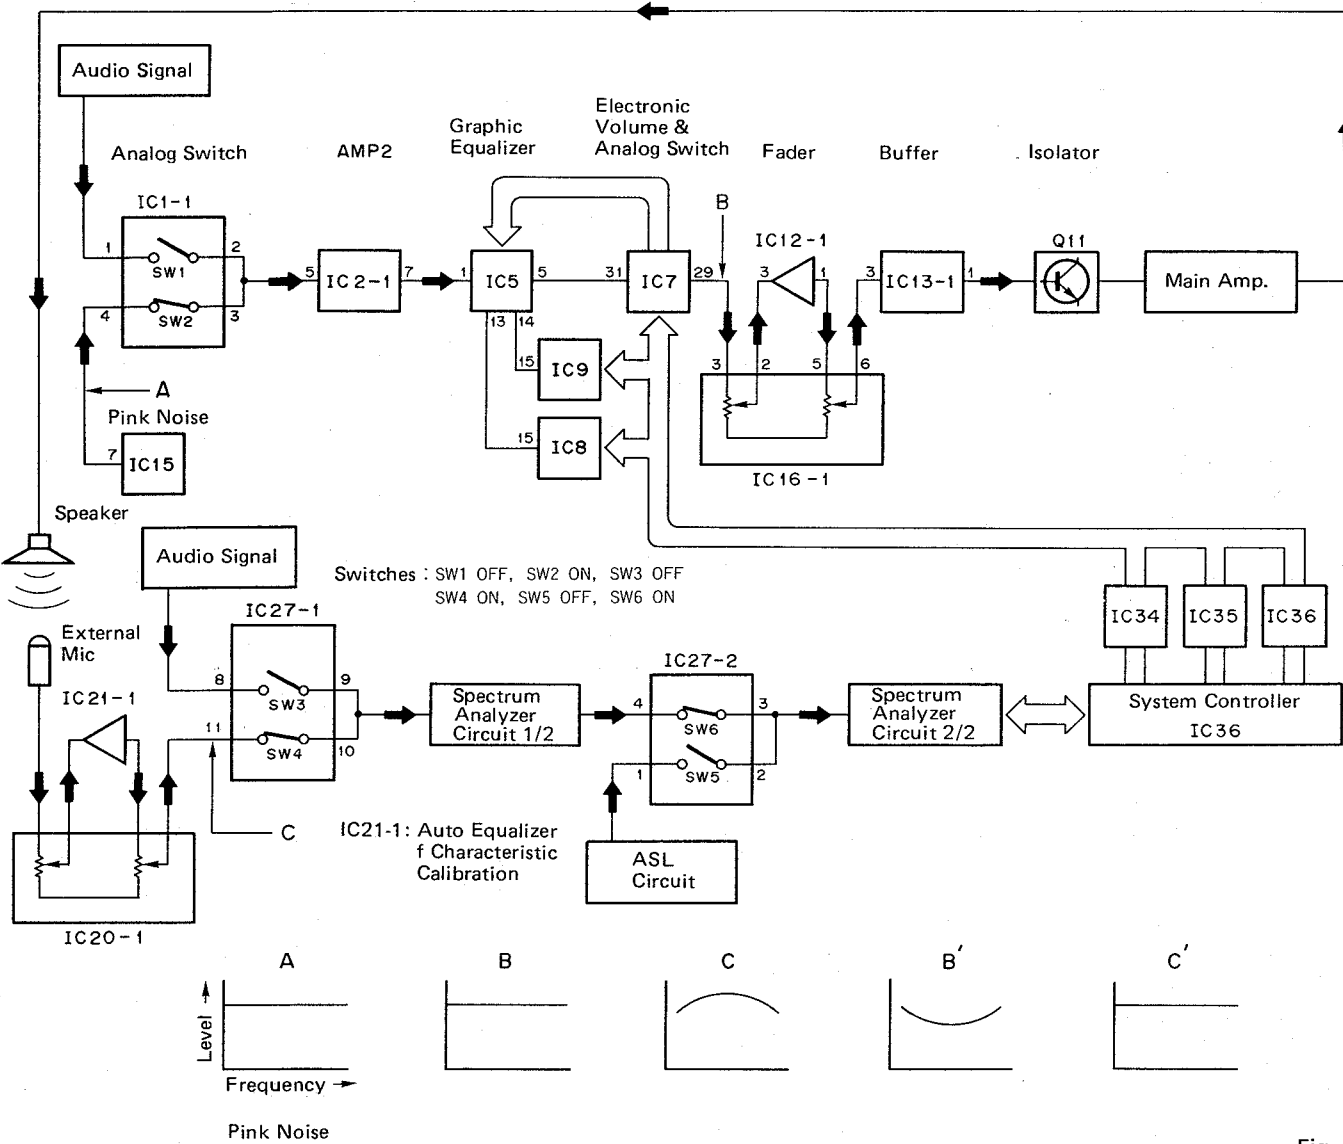 Audio Signal
Analog Switch
AMP2
Graphic
Equalizer
Electronic
Volume &
Analog Switch
Fader
Buffer
Isolator
IC1-1
1
2
SW1
4
3
SW2
5
IC2-1
7
1
IC5
5
13
14
31
IC7
29
B
IC12-1
3
1
3
IC13-1
1
Q11
Main Amp.
15
IC9
15
IC8
3
2
5
6
IC16-1
A
Pink Noise
7
IC15
Speaker
Audio Signal
Switches : SW1 OFF, SW2 ON, SW3 OFF
SW4 ON, SW5 OFF, SW6 ON
IC34
IC35
IC36
External
Mic
IC27-1
8
9
SW3
11
10
SW4
IC21-1
C
IC20-1
Spectrum
Analyzer
Circuit 1/2
IC27-2
4
3
SW6
1
2
SW5
Spectrum
Analyzer
Circuit 2/2
System Controller
IC36
IC21-1: Auto Equalizer
f Characteristic
Calibration
ASL
Circuit
A
B
C
B′
C′
Level
Frequency
Pink Noise